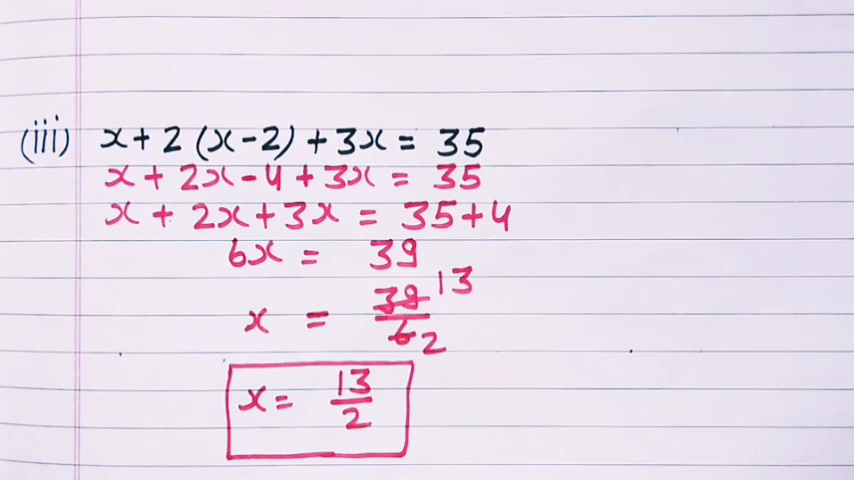 (iii) x + 2 (x - 2) + 3x = 35
x + 2x - 4 + 3x = 35
x + 2x + 3x = 35 + 4
6x = 39
x = 39/6 13 2
x = 13/2